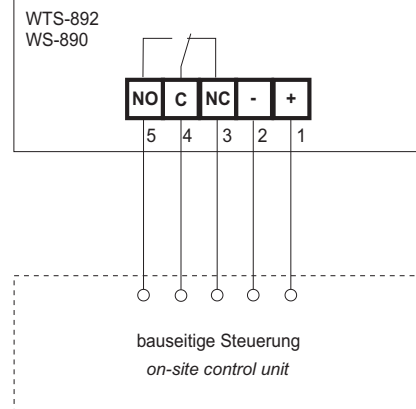 WTS-892
WS-890
NO C NC - +
5 4 3 2 1
bauseitige Steuerung
on-site control unit